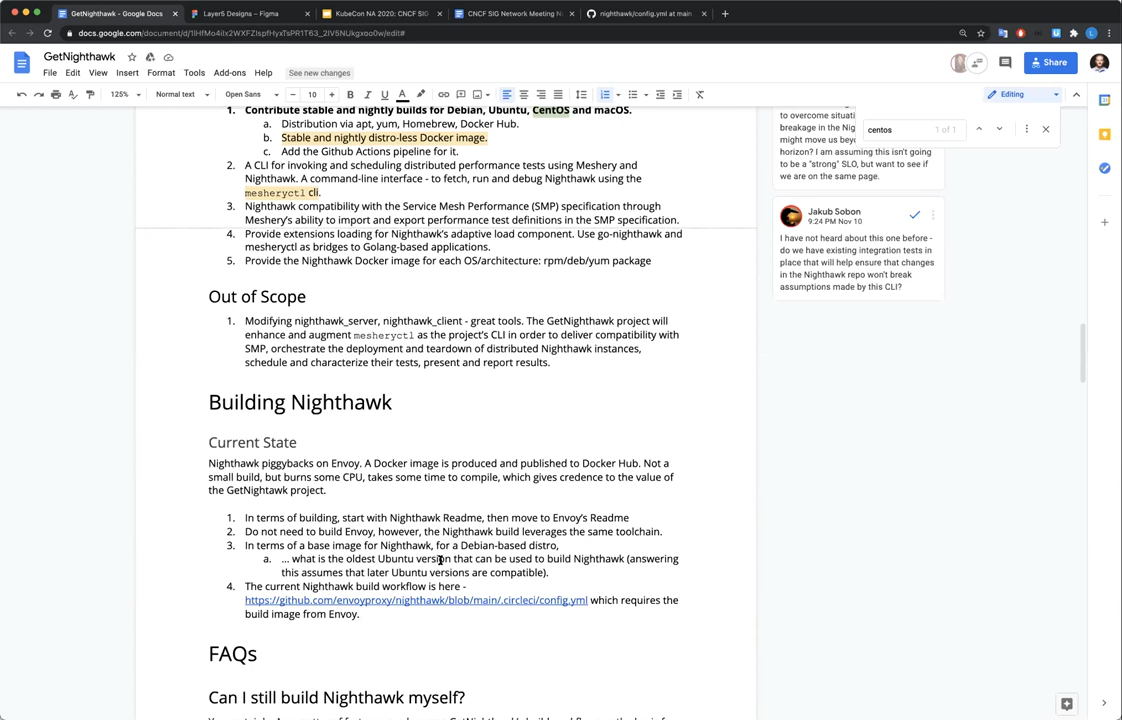 GetNighthawk - Google Docs
Layer5 Designs – Figma
KubeCon NA 2020: CNCF SIG
CNCF SIG Network Meeting N
nighthawk/config.yml at main
docs.google.com
GetNighthawk
File Edit View Insert Format Tools Add-ons Help See new changes
Share
125% Normal text Open Sans 10 Editing
centos 1 of 1
1. Contribute stable and nightly builds for Debian, Ubuntu, CentOS and macOS.
a. Distribution via apt, yum, Homebrew, Docker Hub.
b. Stable and nightly distro-less Docker image.
c. Add the Github Actions pipeline for it.
2. A CLI for invoking and scheduling distributed performance tests using Meshery and
Nighthawk. A command-line interface - to fetch, run and debug Nighthawk using the
mesheryctl cli.
3. Nighthawk compatibility with the Service Mesh Performance (SMP) specification through
Meshery's ability to import and export performance test definitions in the SMP specification.
4. Provide extensions loading for Nighthawk's adaptive load component. Use go-nighthawk and
mesheryctl as bridges to Golang-based applications.
5. Provide the Nighthawk Docker image for each OS/architecture: rpm/deb/yum package
Out of Scope
1. Modifying nighthawk_server, nighthawk_client - great tools. The GetNighthawk project will
enhance and augment mesheryctl as the project's CLI in order to deliver compatibility with
SMP, orchestrate the deployment and teardown of distributed Nighthawk instances,
schedule and characterize their tests, present and report results.
Building Nighthawk
Current State
Nighthawk piggybacks on Envoy. A Docker image is produced and published to Docker Hub. Not a
small build, but burns some CPU, takes some time to compile, which gives credence to the value of
the GetNightawk project.
1. In terms of building, start with Nighthawk Readme, then move to Envoy's Readme
2. Do not need to build Envoy, however, the Nighthawk build leverages the same toolchain.
3. In terms of a base image for Nighthawk, for a Debian-based distro,
a. ... what is the oldest Ubuntu version that can be used to build Nighthawk (answering
this assumes that later Ubuntu versions are compatible).
4. The current Nighthawk build workflow is here -
https://github.com/envoyproxy/nighthawk/blob/main/.circleci/config.yml which requires the
build image from Envoy.
FAQs
Can I still build Nighthawk myself?
to overcome situati
breakage in the Nig
might move us beyo
horizon? I am assuming this isn't going
to be a "strong" SLO, but want to see if
we are on the same page.
Jakub Sobon
9:24 PM Nov 10
I have not heard about this one before -
do we have existing integration tests in
place that will help ensure that changes
in the Nighthawk repo won't break
assumptions made by this CLI?